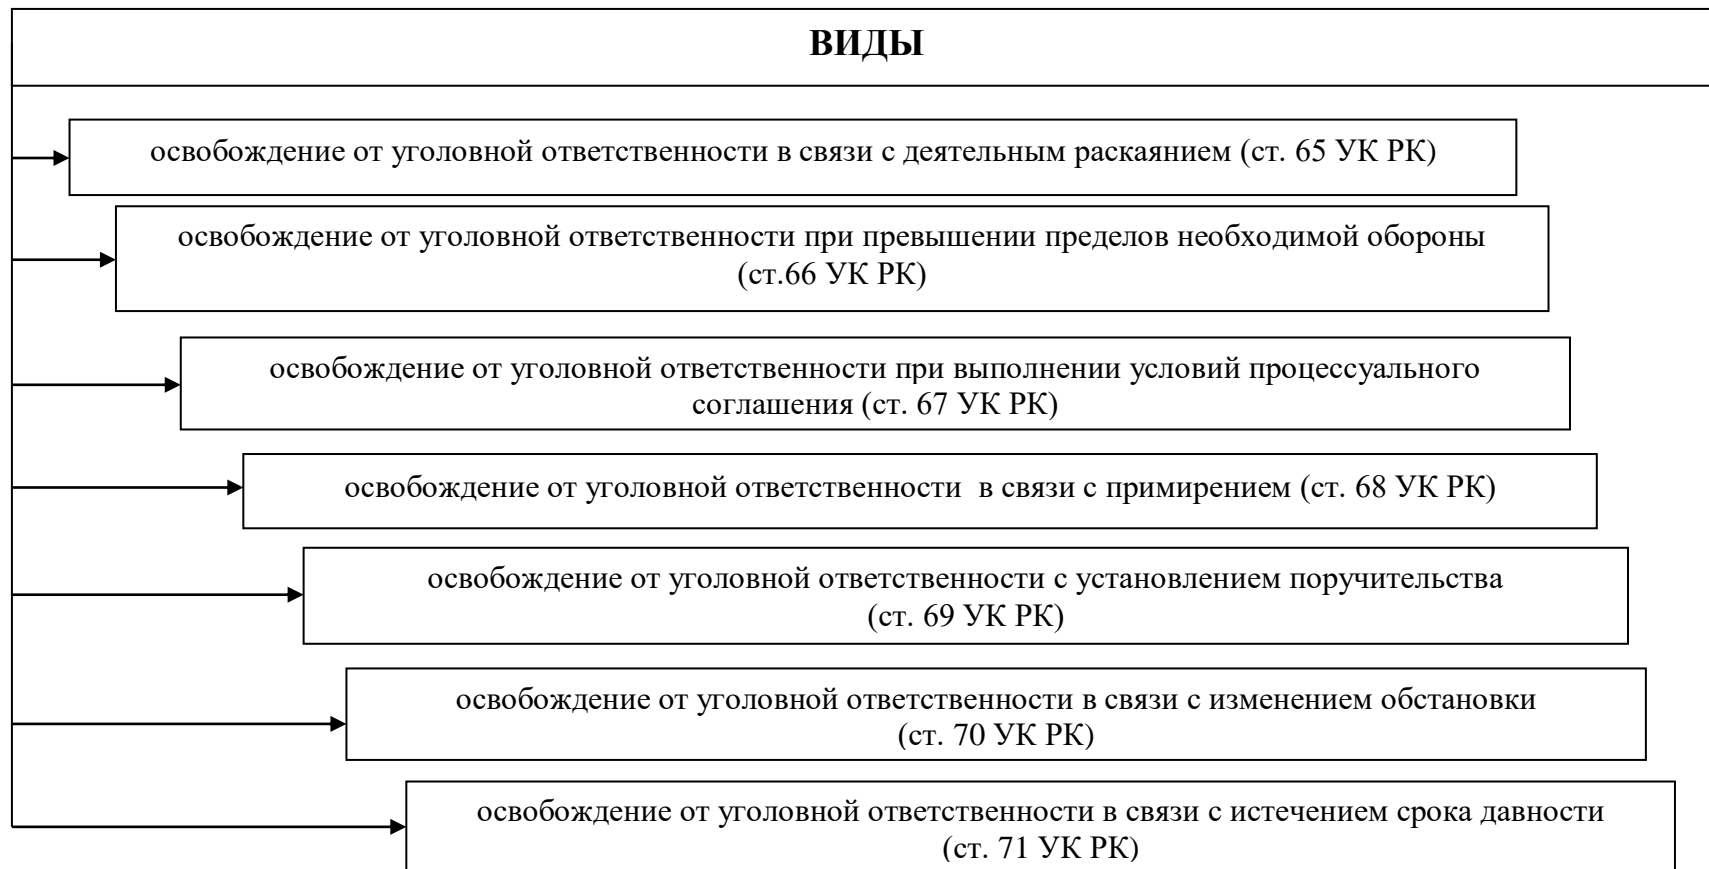 ВИДЫ
освобождение от уголовной ответственности в связи с деятельным раскаянием (ст. 65 УК РК)
освобождение от уголовной ответственности при превышении пределов необходимой обороны
(ст.66 УК РК)
освобождение от уголовной ответственности при выполнении условий процессуального
соглашения (ст. 67 УК РК)
освобождение от уголовной ответственности  в связи с примирением (ст. 68 УК РК)
освобождение от уголовной ответственности с установлением поручительства
(ст. 69 УК РК)
освобождение от уголовной ответственности в связи с изменением обстановки
(ст. 70 УК РК)
освобождение от уголовной ответственности в связи с истечением срока давности
(ст. 71 УК РК)